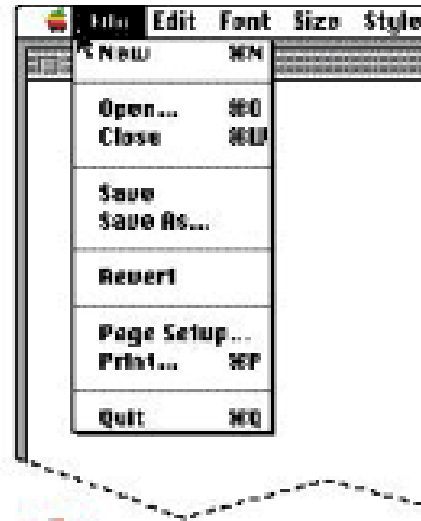 File Edit Font Size Style
New ⌘N
Open... ⌘O
Close ⌘W
Save
Save As...
Revert
Page Setup...
Print... ⌘P
Quit ⌘Q